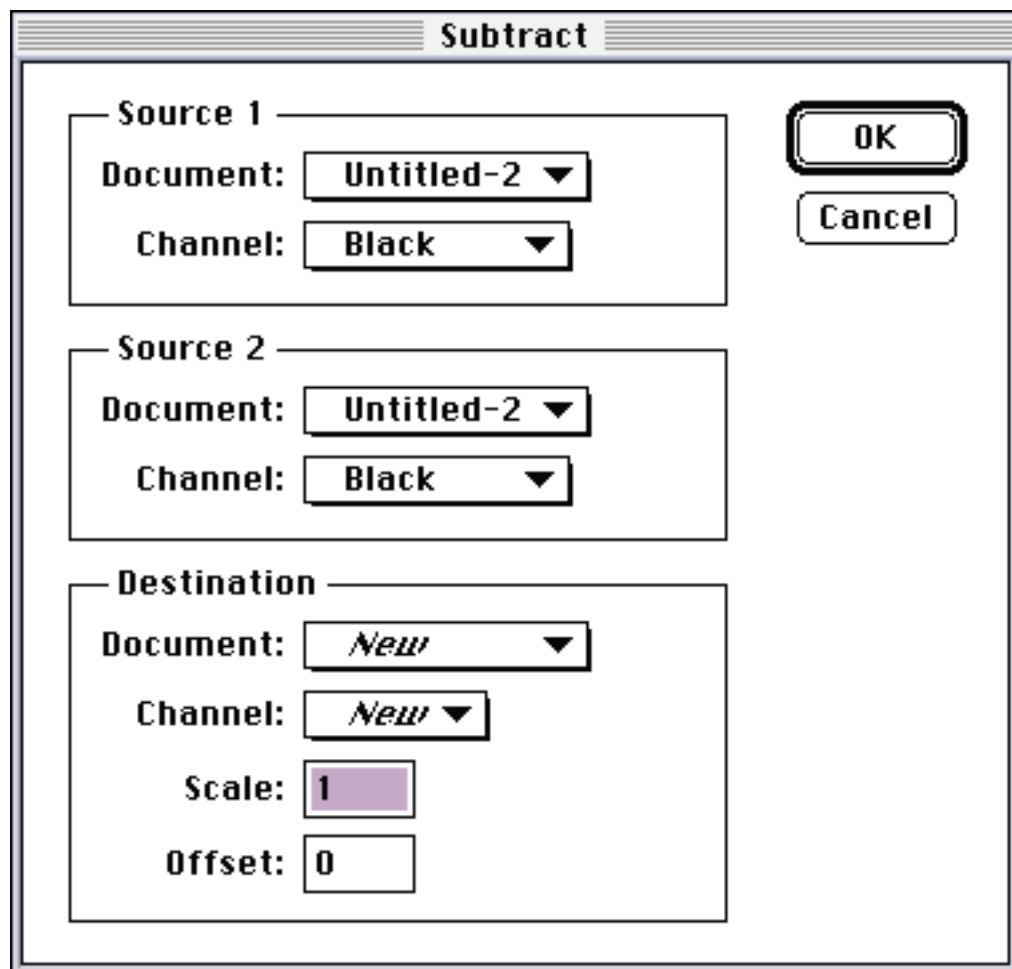 Subtract
Source 1
Document: Untitled-2
Channel: Black
OK
Cancel
Source 2
Document: Untitled-2
Channel: Black
Destination
Document: New
Channel: New
Scale: 1
Offset: 0